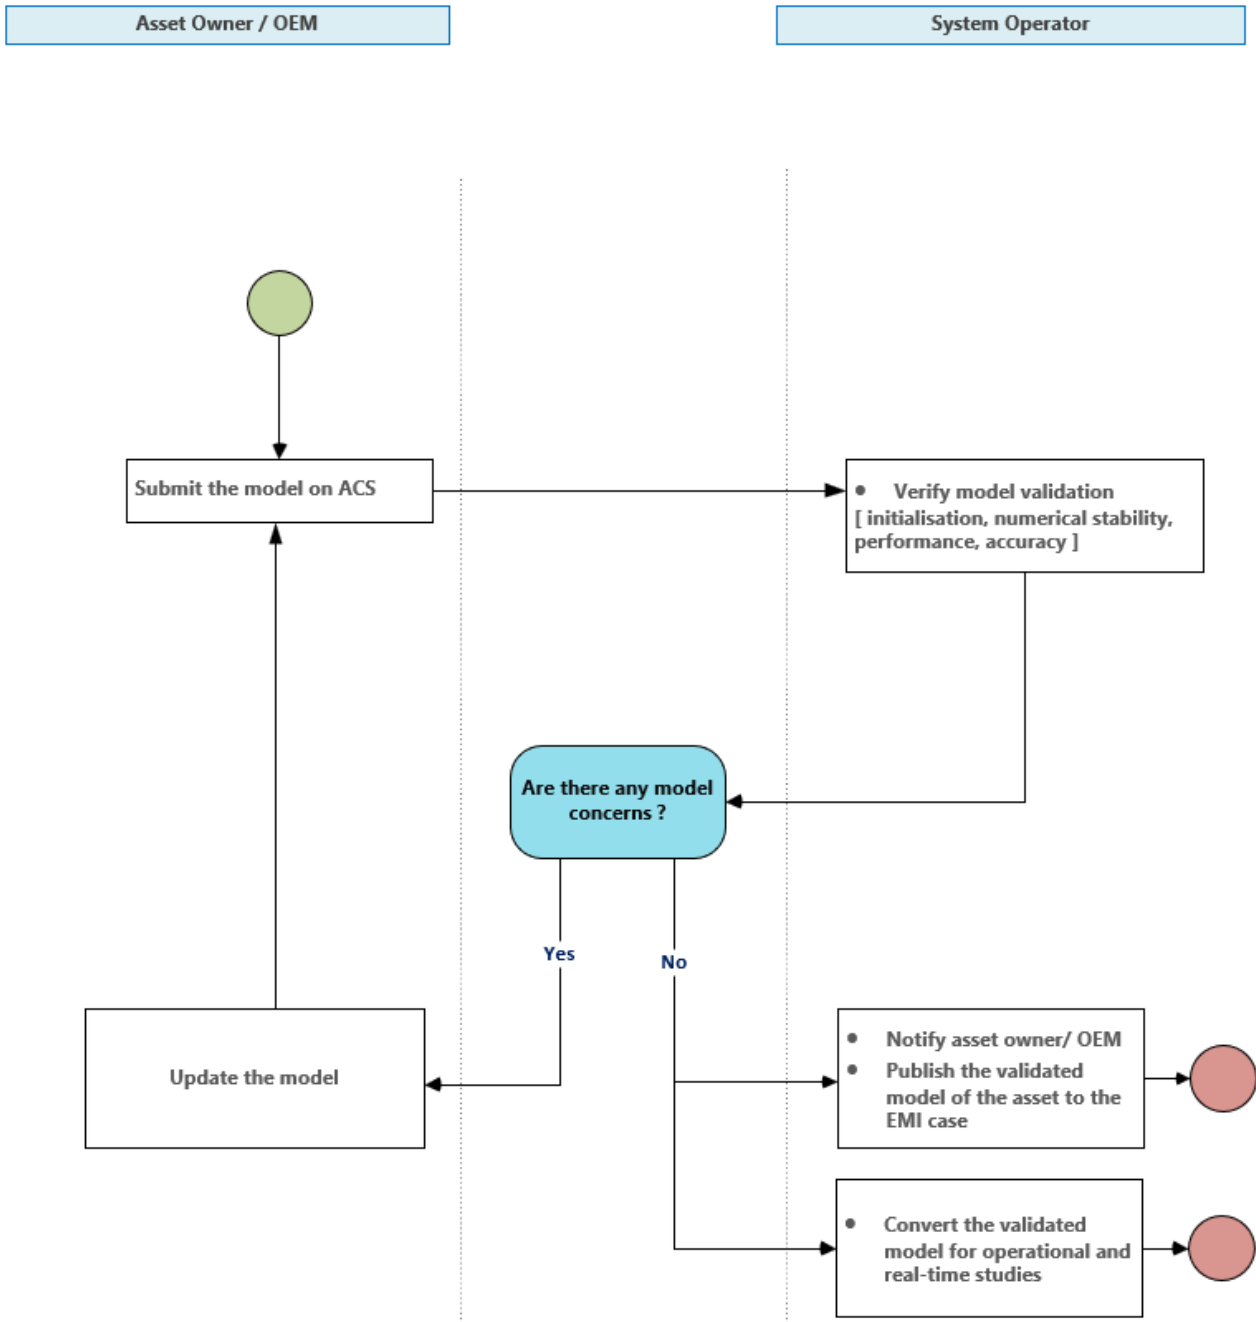 Asset Owner / OEM
System Operator
Submit the model on ACS
• Verify model validation
[ initialisation, numerical stability,
performance, accuracy ]
Are there any model
concerns ?
Yes
No
Update the model
• Notify asset owner/ OEM
• Publish the validated
model of the asset to the
EMI case
• Convert the validated
model for operational and
real-time studies